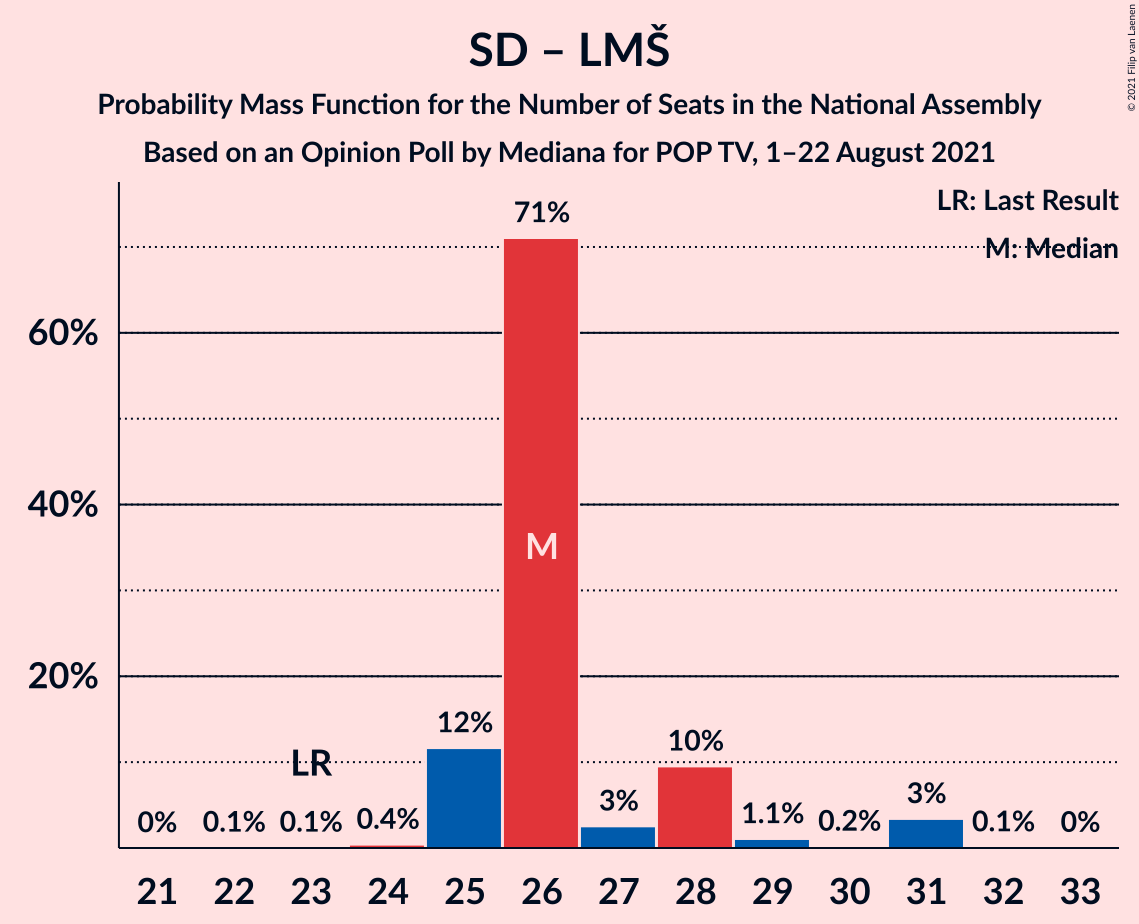 SD – LMŠ
Probability Mass Function for the Number of Seats in the National Assembly
Based on an Opinion Poll by Mediana for POP TV, 1–22 August 2021
© 2021 Filip van Laenen
LR: Last Result
M: Median
60%
40%
20%
0%
0.1%
0.1%
LR
0.4%
12%
71%
M
3%
10%
1.1%
0.2%
3%
0.1%
0%
21 22 23 24 25 26 27 28 29 30 31 32 33